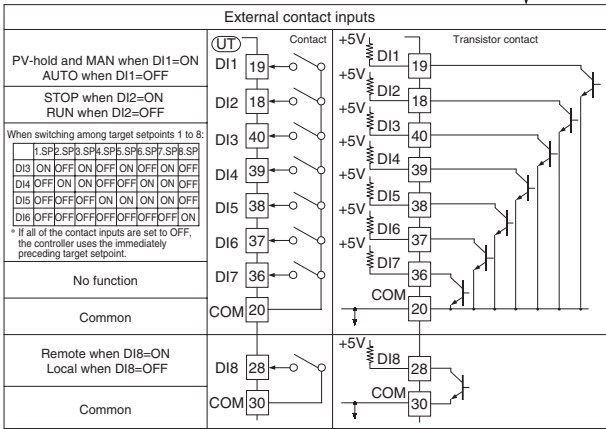 External contact inputs
PV-hold and MAN when DI1=ON
AUTO when DI1=OFF
STOP when DI2=ON
RUN when DI2=OFF
When switching among target setpoints 1 to 8:
1.SP 2.SP 3.SP 4.SP 5.SP 6.SP 7.SP 8.SP
DI3 ON OFF ON OFF ON OFF ON OFF
DI4 OFF ON ON OFF OFF ON ON OFF
DI5 OFF OFF OFF ON ON ON ON OFF
DI6 OFF OFF OFF OFF OFF OFF OFF ON
* If all of the contact inputs are set to OFF,
the controller uses the immediately
preceding target setpoint.
No function
Common
Remote when DI8=ON
Local when DI8=OFF
Common
UT Contact
DI1 19
DI2 18
DI3 40
DI4 39
DI5 38
DI6 37
DI7 36
COM 20
DI8 28
COM 30
Transistor contact
+5V DI1 19
+5V DI2 18
+5V DI3 40
+5V DI4 39
+5V DI5 38
+5V DI6 37
+5V DI7 36
COM 20
+5V DI8 28
COM 30